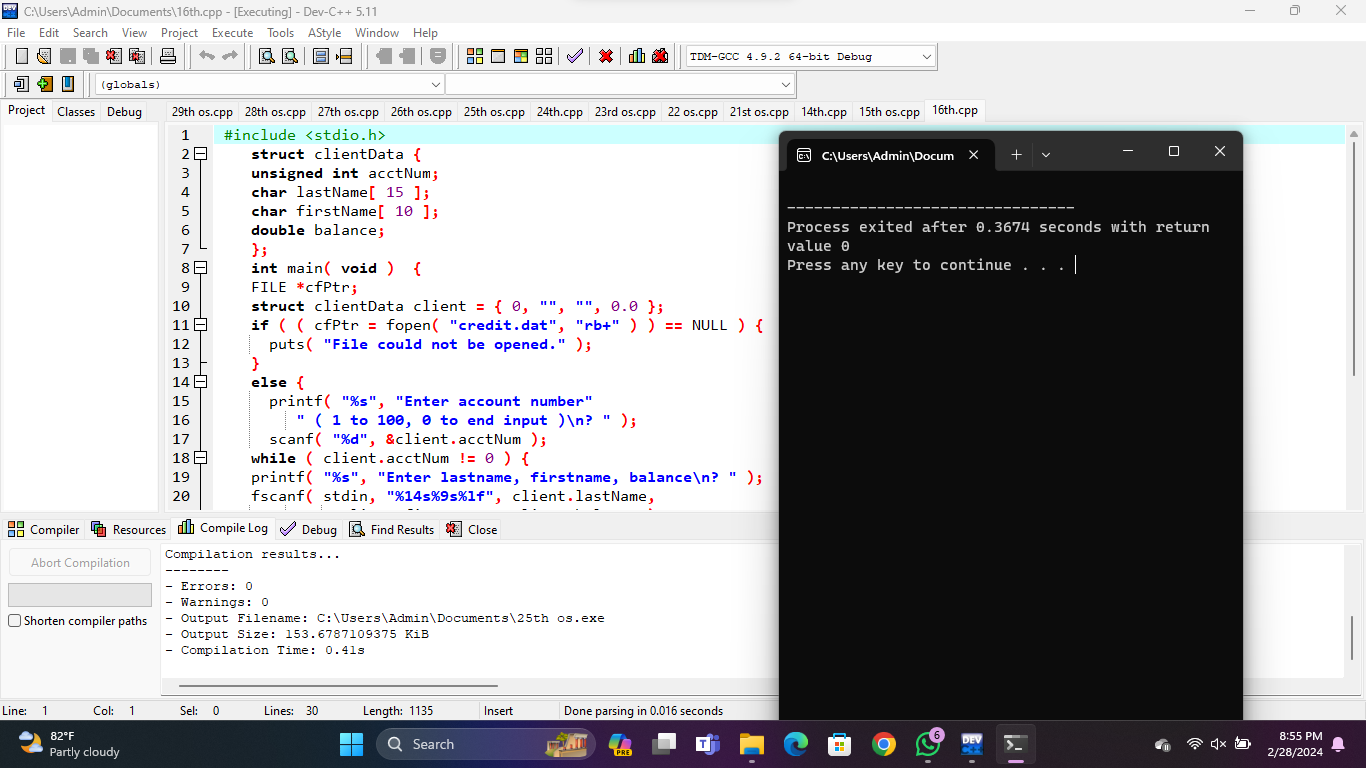 C:\Users\Admin\Documents\16th.cpp - [Executing] - Dev-C++ 5.11
File Edit Search View Project Execute Tools AStyle Window Help
TDM-GCC 4.9.2 64-bit Debug
(globals)
Project Classes Debug
29th os.cpp 28th os.cpp 27th os.cpp 26th os.cpp 25th os.cpp 24th.cpp 23rd os.cpp 22 os.cpp 21st os.cpp 14th.cpp 15th os.cpp 16th.cpp
1 #include <stdio.h>
2 struct clientData {
3 unsigned int acctNum;
4 char lastName[ 15 ];
5 char firstName[ 10 ];
6 double balance;
7 };
8 int main( void ) {
9 FILE *cfPtr;
10 struct clientData client = { 0, "", "", 0.0 };
11 if ( ( cfPtr = fopen( "credit.dat", "rb+" ) ) == NULL ) {
12 puts( "File could not be opened." );
13 }
14 else {
15 printf( "%s", "Enter account number"
16 " ( 1 to 100, 0 to end input )\n? " );
17 scanf( "%d", &client.acctNum );
18 while ( client.acctNum != 0 ) {
19 printf( "%s", "Enter lastname, firstname, balance\n? " );
20 fscanf( stdin, "%14s%9s%lf", client.lastName,
C:\Users\Admin\Docum
--------------------------------
Process exited after 0.3674 seconds with return
value 0
Press any key to continue . . .
Compiler Resources Compile Log Debug Find Results Close
Abort Compilation
Shorten compiler paths
Compilation results...
--------
- Errors: 0
- Warnings: 0
- Output Filename: C:\Users\Admin\Documents\25th os.exe
- Output Size: 153.6787109375 KiB
- Compilation Time: 0.41s
Line: 1 Col: 1 Sel: 0 Lines: 30 Length: 1135 Insert Done parsing in 0.016 seconds
82°F
Partly cloudy
Search
PRE
6
DEV
8:55 PM
2/28/2024